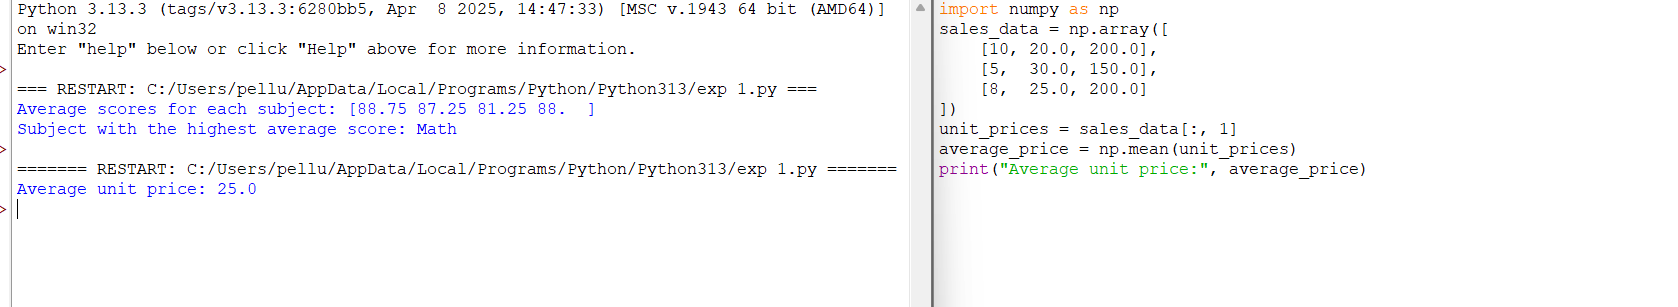 Python 3.13.3 (tags/v3.13.3:6280bb5, Apr  8 2025, 14:47:33) [MSC v.1943 64 bit (AMD64)]
on win32
Enter "help" below or click "Help" above for more information.
>
=== RESTART: C:/Users/pellu/AppData/Local/Programs/Python/Python313/exp 1.py ===
Average scores for each subject: [88.75 87.25 81.25 88.  ]
Subject with the highest average score: Math
>
======= RESTART: C:/Users/pellu/AppData/Local/Programs/Python/Python313/exp 1.py =======
Average unit price: 25.0
>
import numpy as np
sales_data = np.array([
    [10, 20.0, 200.0],
    [5,  30.0, 150.0],
    [8,  25.0, 200.0]
])
unit_prices = sales_data[:, 1]
average_price = np.mean(unit_prices)
print("Average unit price:", average_price)